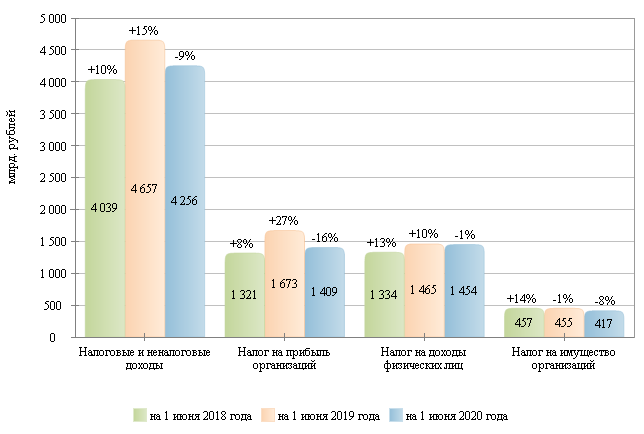 млрд. рублей
5 000
4 500
4 000
3 500
3 000
2 500
2 000
1 500
1 000
500
0
+10% +15% -9%
4 039 4 657 4 256
+8% +27% -16%
1 321 1 673 1 409
+13% +10% -1%
1 334 1 465 1 454
+14% -1% -8%
457 455 417
Налоговые и неналоговые
доходы
Налог на прибыль
организаций
Налог на доходы
физических лиц
Налог на имущество
организаций
на 1 июня 2018 года на 1 июня 2019 года на 1 июня 2020 года